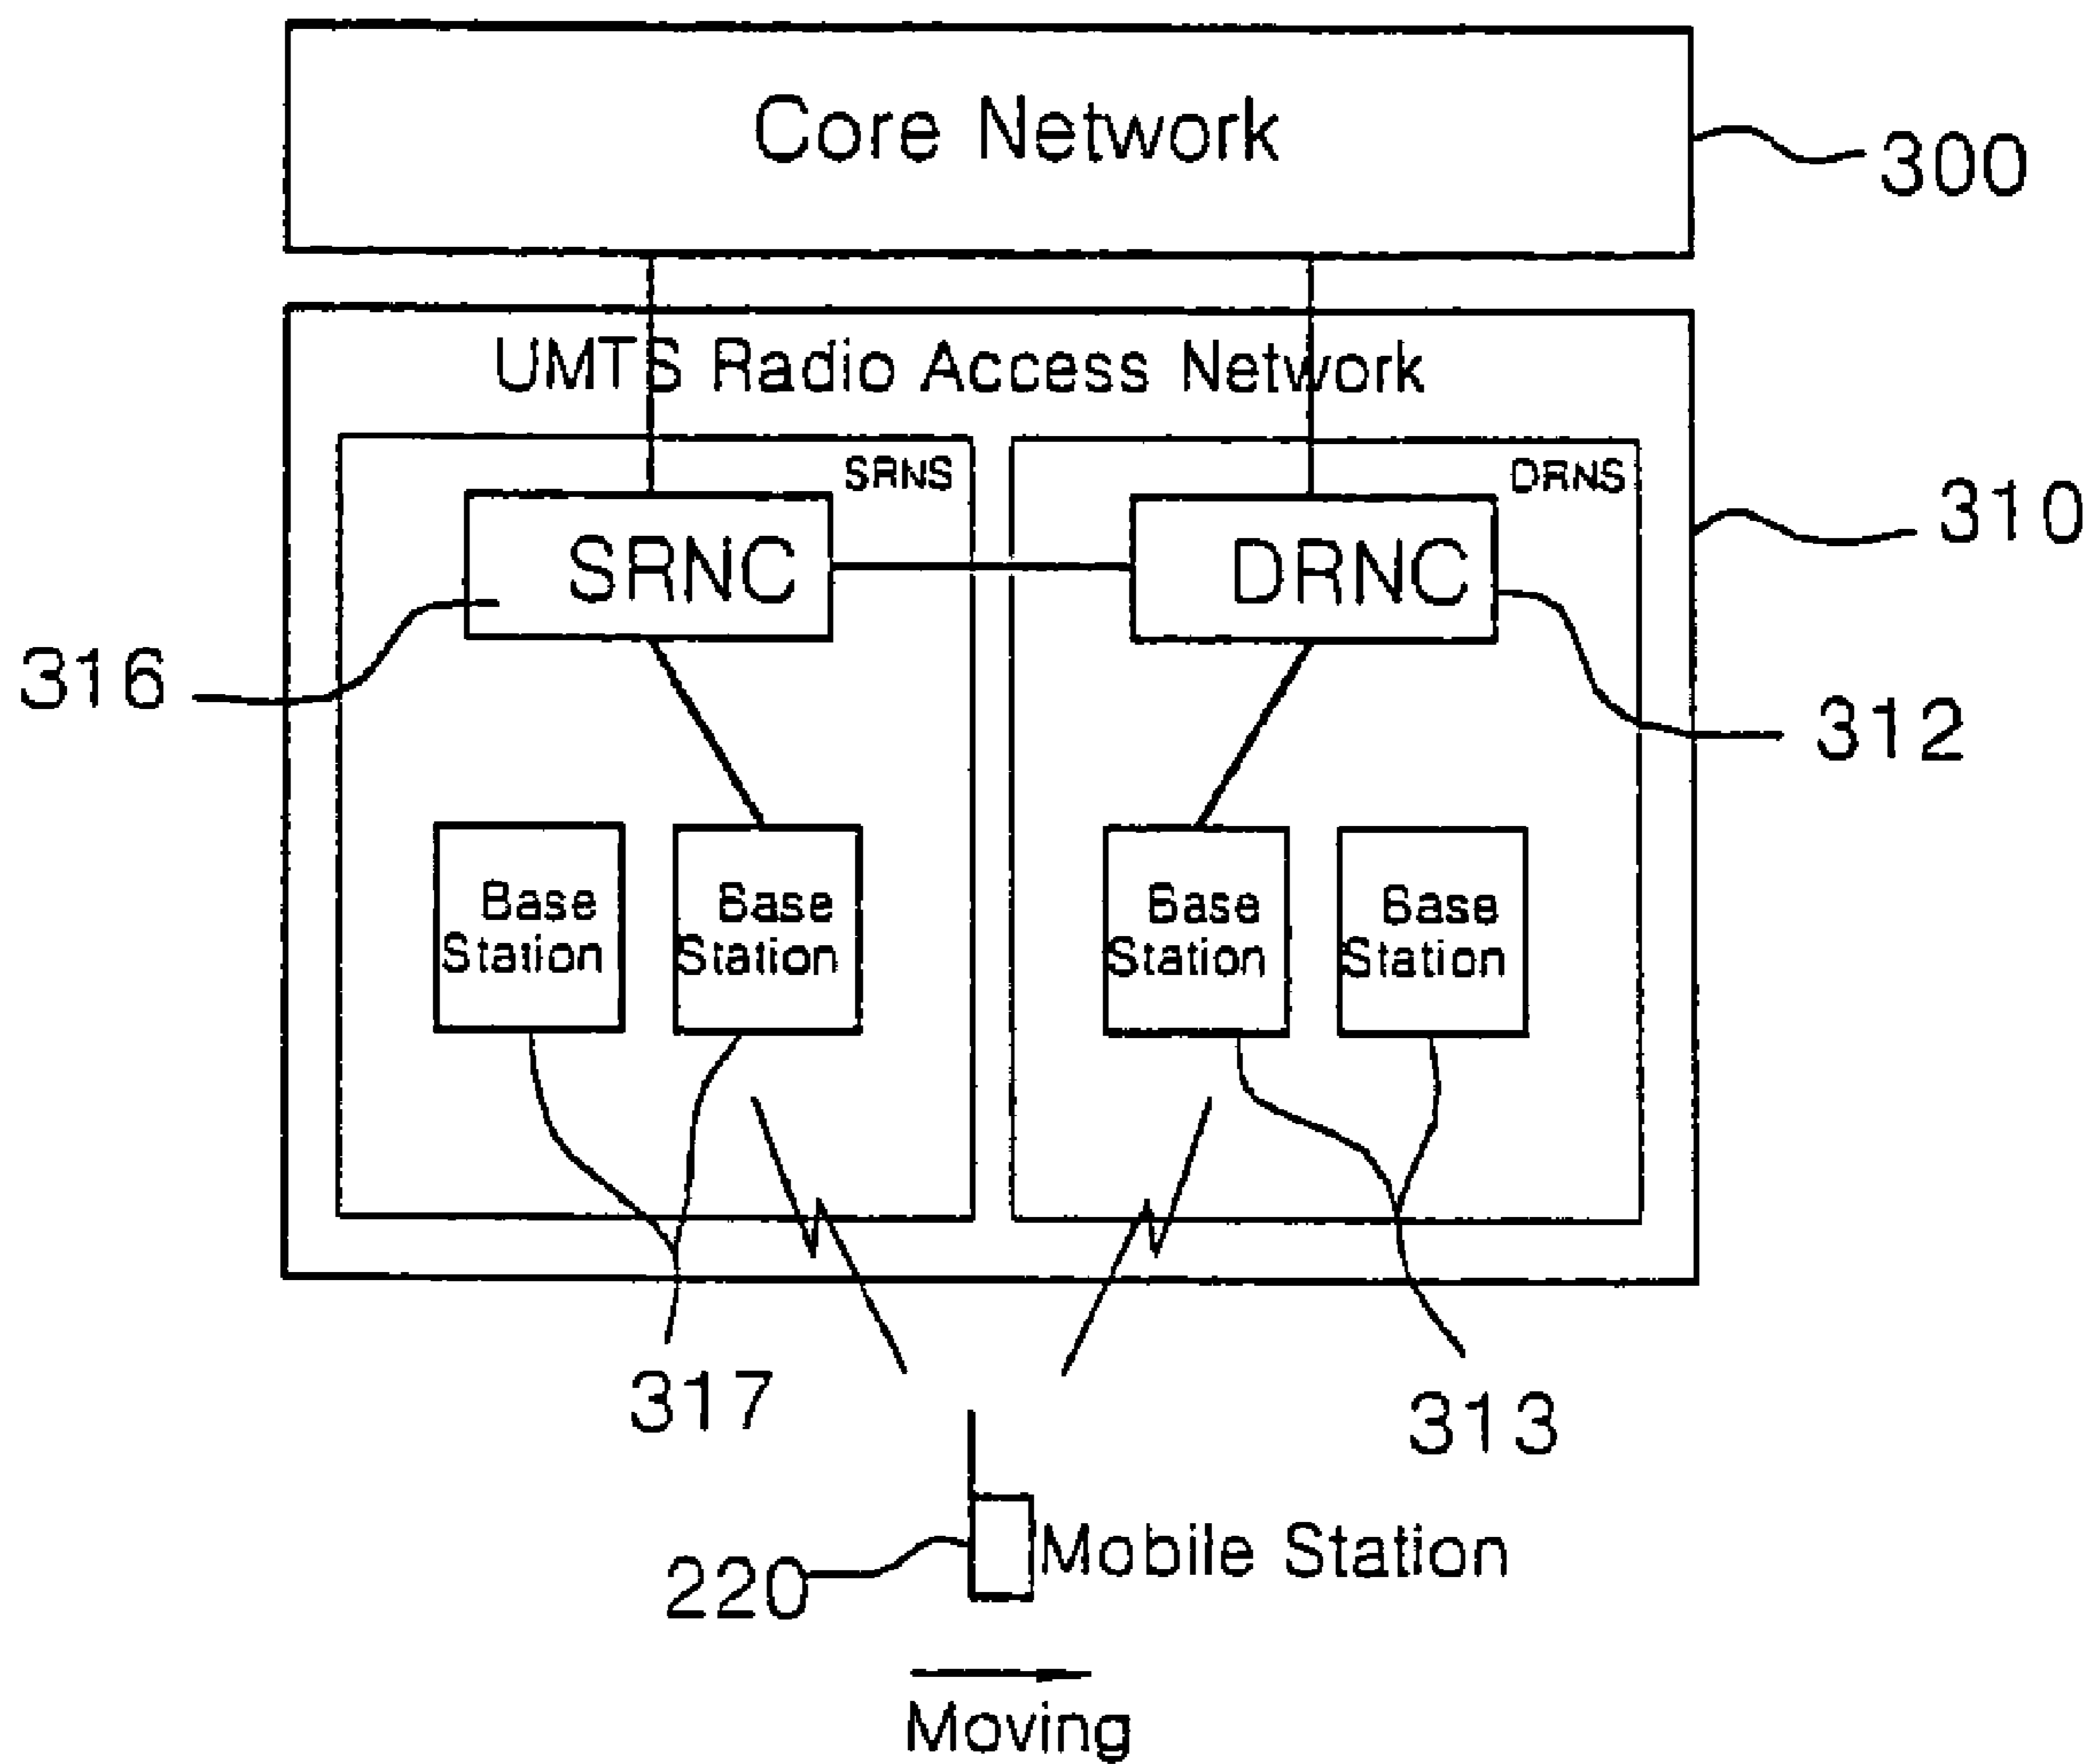 Core Network
300
UMTS Radio Access Network
SRNS
DRNS
310
SRNC
DRNC
316
312
Base
Station
Base
Station
Base
Station
Base
Station
317
313
220
Mobile Station
Moving